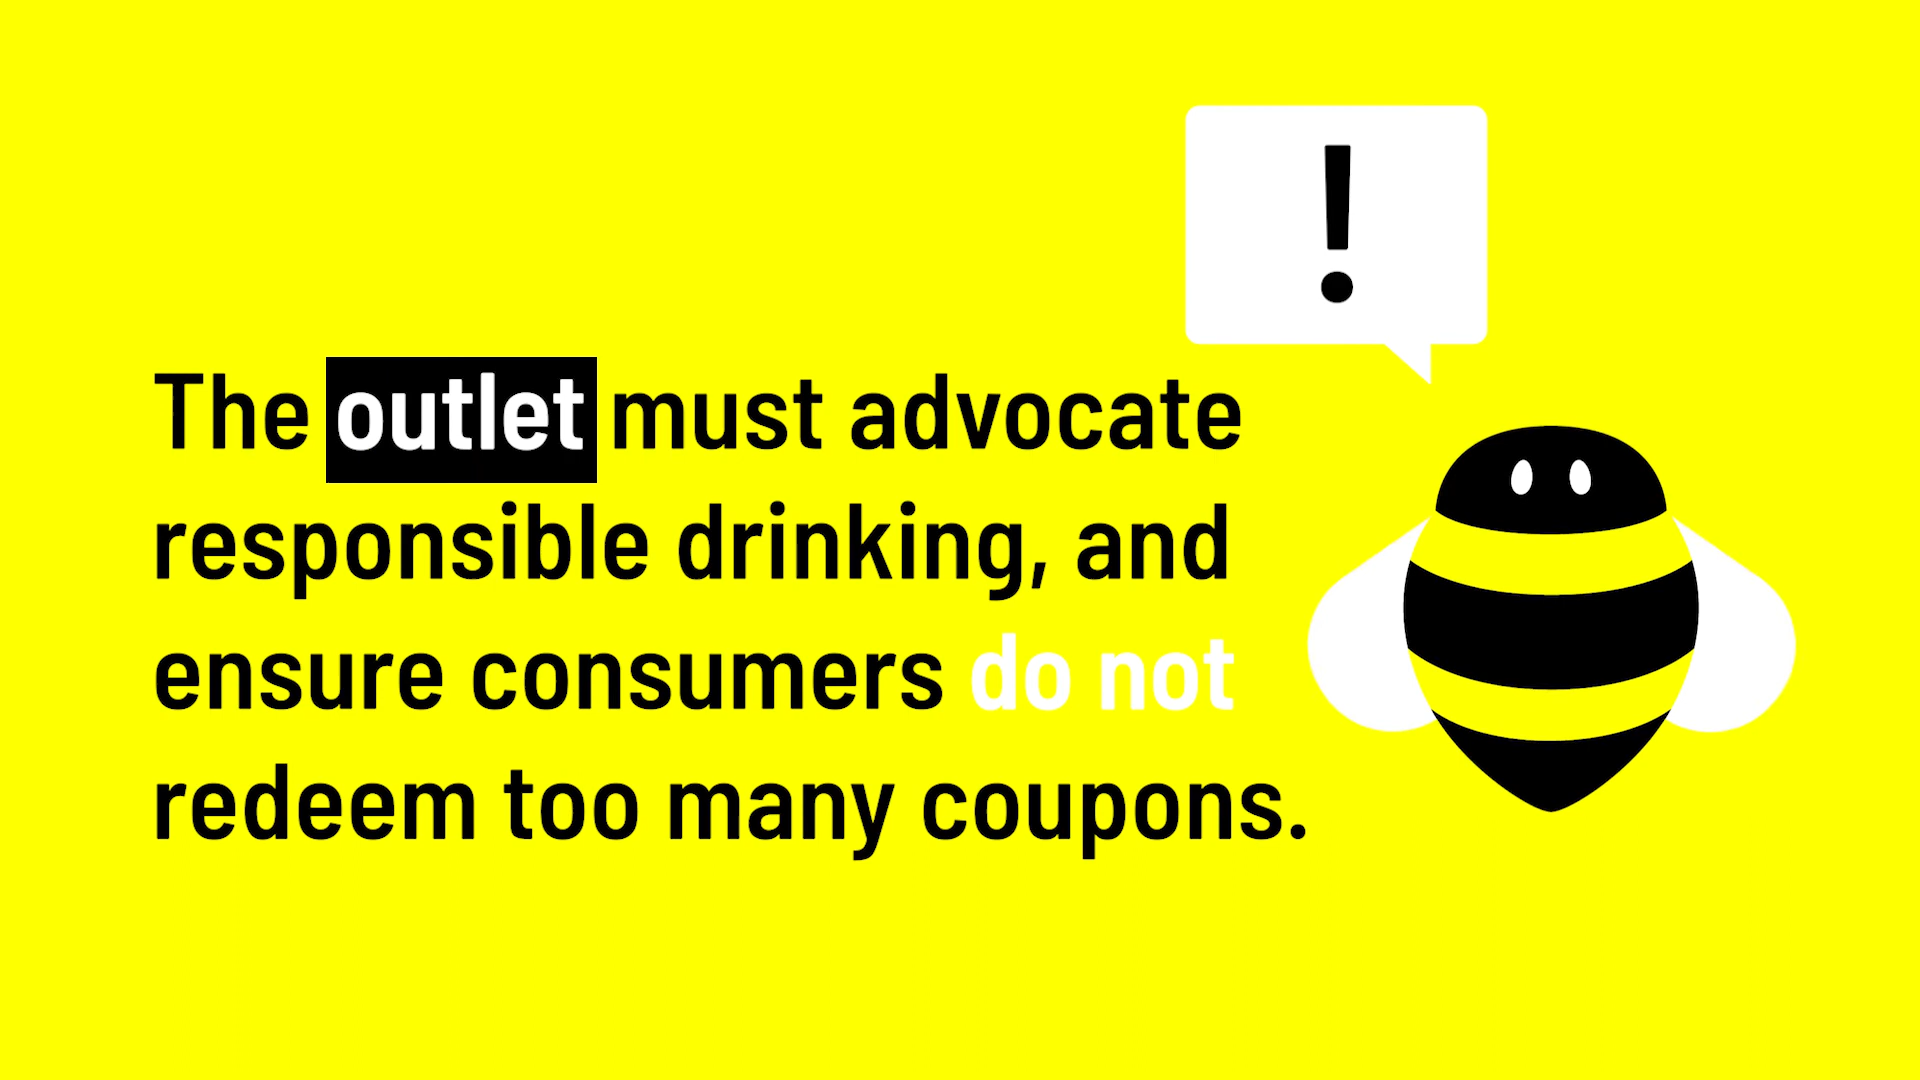 !
The outlet must advocate
responsible drinking, and
ensure consumers do not
redeem too many coupons.